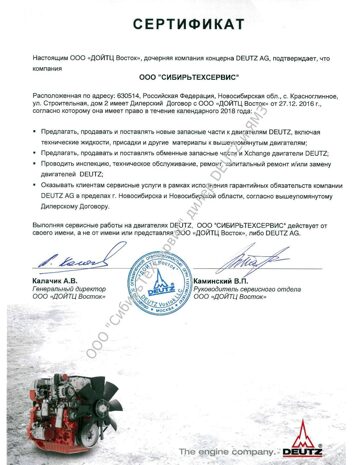 СЕРТИФИКАТ
Настоящим ООО «ДОЙТЦ Восток», дочерняя компания концерна DEUTZ AG, подтверждает, что
компания
ООО "СИБИРЬТЕХСЕРВИС"
Расположенная по адресу: 630514, Российская Федерация, Новосибирская обл., с. Красноглинное,
ул. Строительная, дом 2 имеет Дилерский Договор с ООО «ДОЙТЦ Восток» от 27.12. 2016 г.,
согласно которому она имеет право в течение календарного 2018 года:
• Предлагать, продавать и поставлять новые запасные части к двигателям DEUTZ, включая
технические жидкости, присадки и другие материалы к вышеупомянутым двигателям;
• Предлагать, продавать и поставлять обменные запасные части и Xchange двигатели DEUTZ;
• Проводить инспекцию, техническое обслуживание, ремонт, капитальный ремонт и/или замену
двигателей DEUTZ;
• Оказывать клиентам сервисные услуги в рамках исполнения гарантийных обязательств компании
DEUTZ AG в пределах г. Новосибирска и Новосибирской области, согласно вышеупомянутому
Дилерскому Договору.
Выполняя сервисные работы на двигателях DEUTZ, ООО "СИБИРЬТЕХСЕРВИС" действует от
своего имени, а не от имени или представляя ООО «ДОЙТЦ Восток», либо DEUTZ AG.
Калачик А.В.
Генеральный директор
ООО «ДОЙТЦ Восток»
Каминский В.П.
Руководитель сервисного отдела
ООО «ДОЙТЦ Восток»
DEUTZ Vostok LLC
МОСКВА
ООО "Сибирьтехсервис" дилер DEUTZ и ЯМЗ
The engine company.
DEUTZ